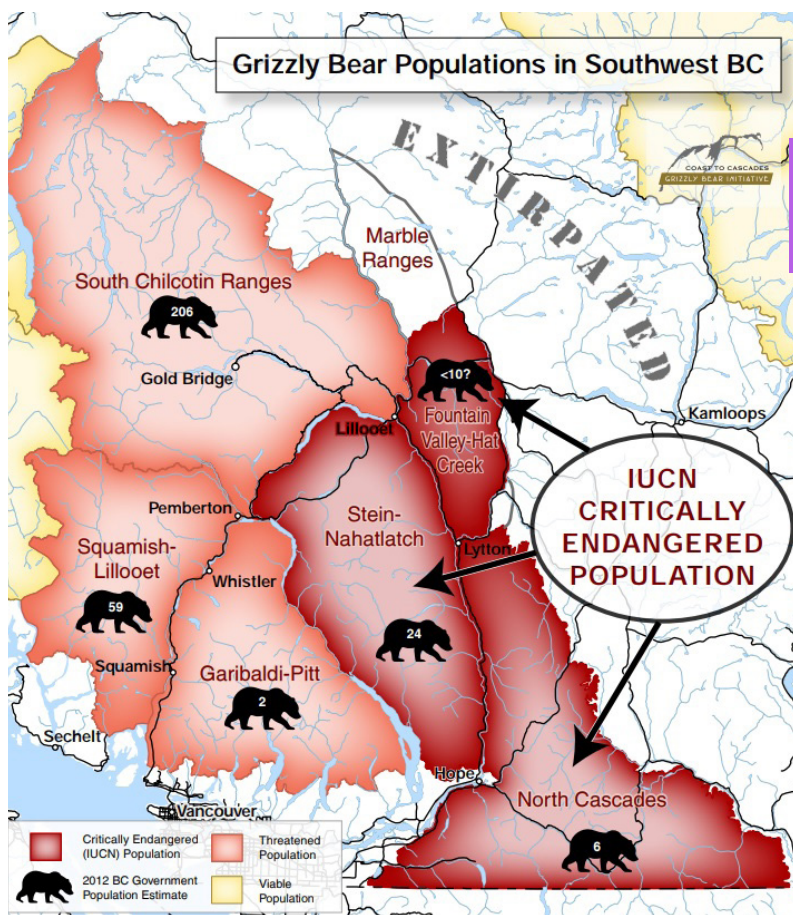 Grizzly Bear Populations in Southwest BC
EXTIRPATED
COAST TO CASCADES
GRIZZLY BEAR INITIATIVE
Marble
Ranges
South Chilcotin Ranges
206
Gold Bridge
<10?
Fountain
Valley-Hat
Creek
Lillooet
Kamloops
IUCN
CRITICALLY
ENDANGERED
POPULATION
Pemberton
Stein-
Nahatlatch
Lytton
Squamish-
Lillooet
59
Whistler
24
Squamish
Garibaldi-Pitt
2
Sechelt
Hope
North Cascades
6
Vancouver
Critically Endangered
(IUCN) Population
Threatened
Population
2012 BC Government
Population Estimate
Viable
Population